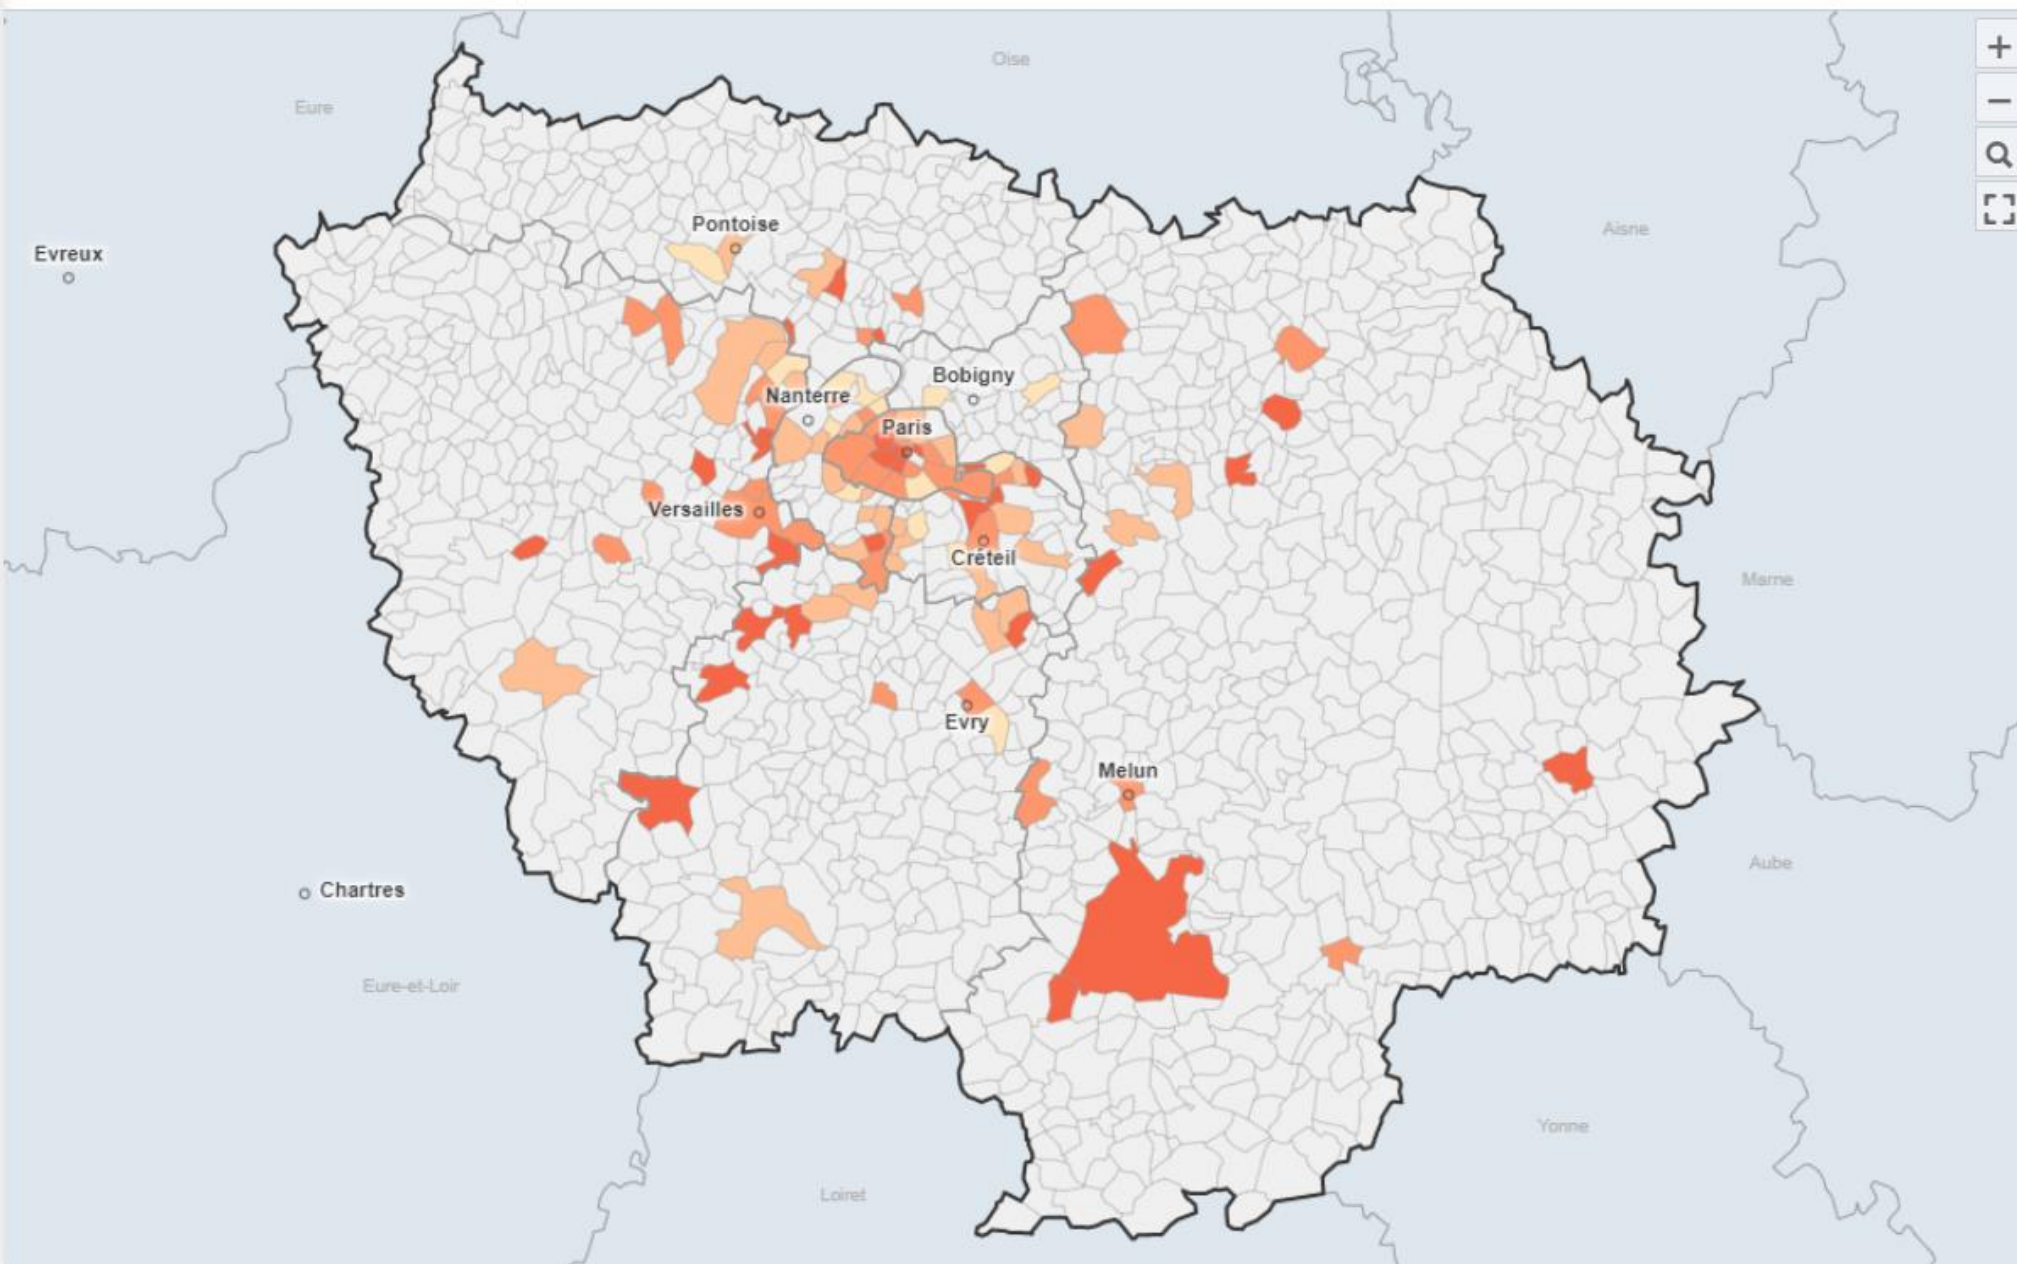 Oise
Eure
Pontoise
Aisne
Evreux
Bobigny
Nanterre
Paris
Versailles
Créteil
Marne
Evry
Melun
Aube
Chartres
Eure-et-Loir
Yonne
Loiret